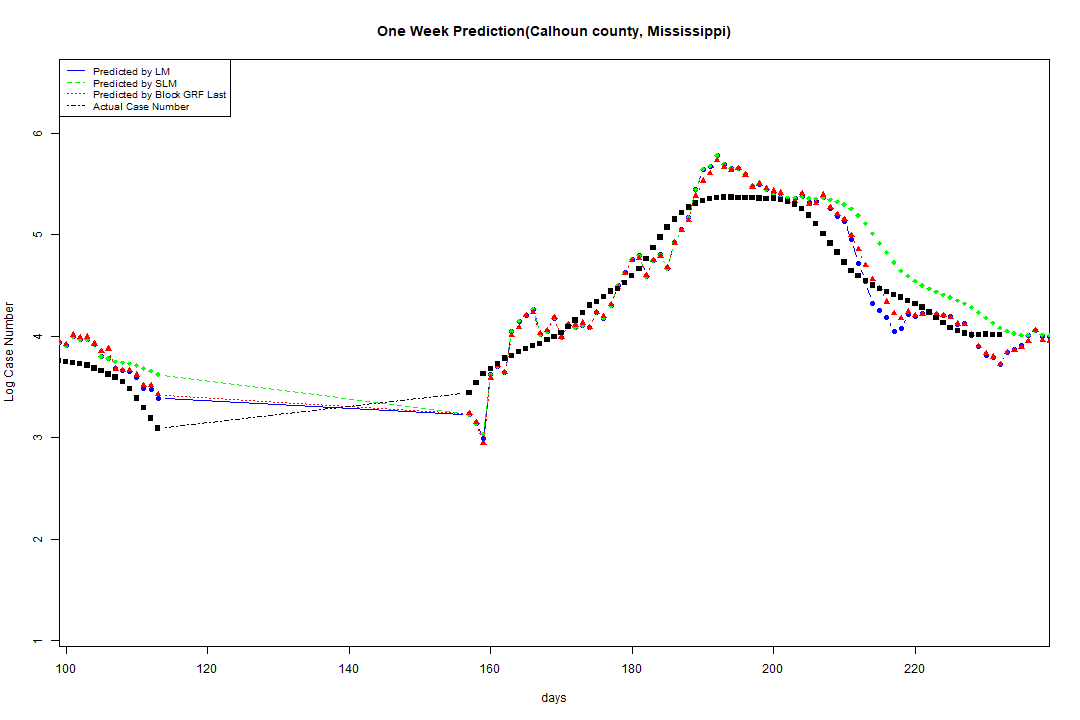 One Week Prediction(Calhoun county, Mississippi)
Predicted by LM
Predicted by SLM
Predicted by Block GRF Last
Actual Case Number
Log Case Number
6
5
4
3
2
1
100 120 140 160 180 200 220
days